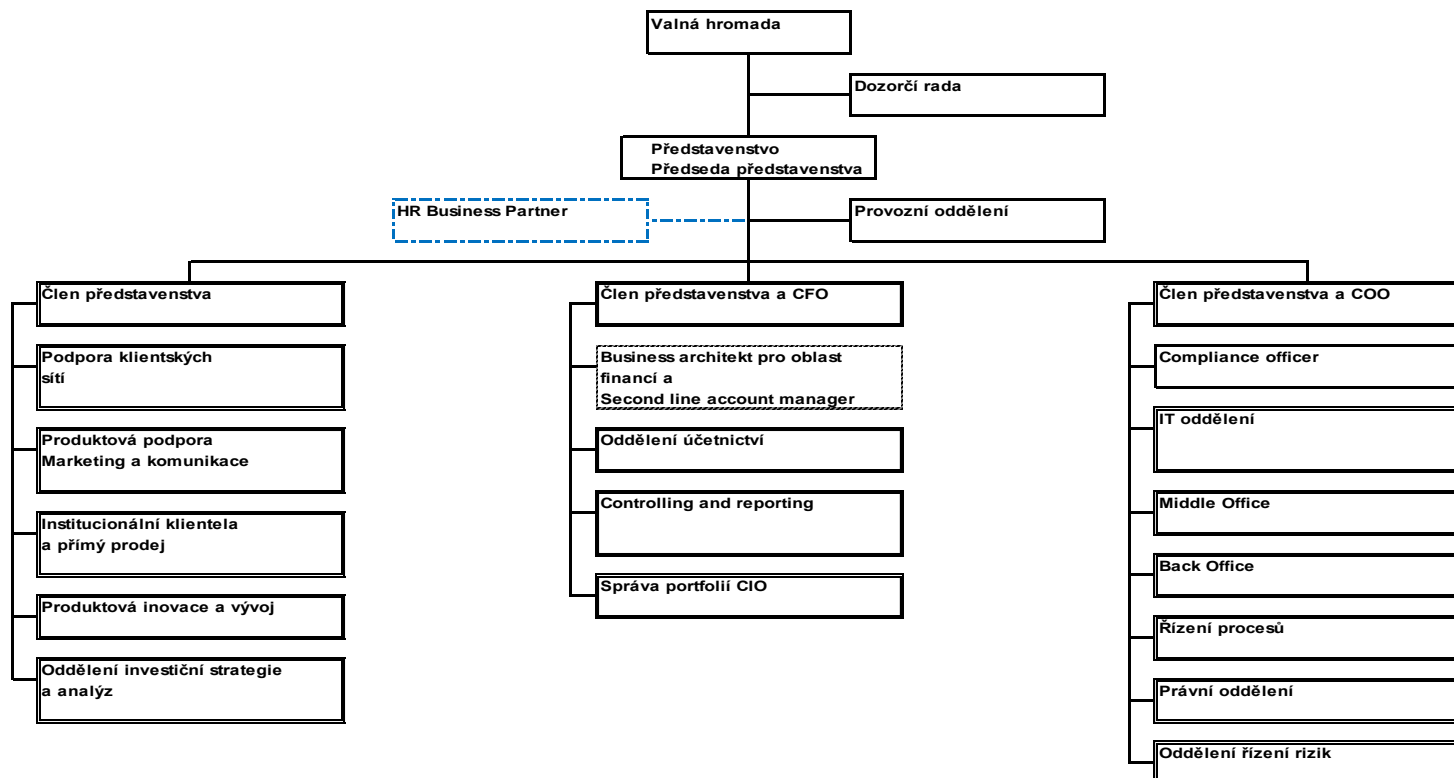 Valná hromada
Dozorčí rada
Představenstvo
Předseda představenstva
HR Business Partner
Provozní oddělení
Člen představenstva
Podpora klientských
sítí
Produktová podpora
Marketing a komunikace
Institucionální klientela
a přímý prodej
Produktová inovace a vývoj
Oddělení investiční strategie
a analýz
Člen představenstva a CFO
Business architekt pro oblast
financí a
Second line account manager
Oddělení účetnictví
Controlling and reporting
Správa portfolií CIO
Člen představenstva a COO
Compliance officer
IT oddělení
Middle Office
Back Office
Řízení procesů
Právní oddělení
Oddělení řízení rizik